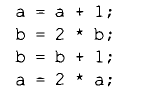 a = a + 1;
b = 2 * b;
b = b + 1;
a = 2 * a;